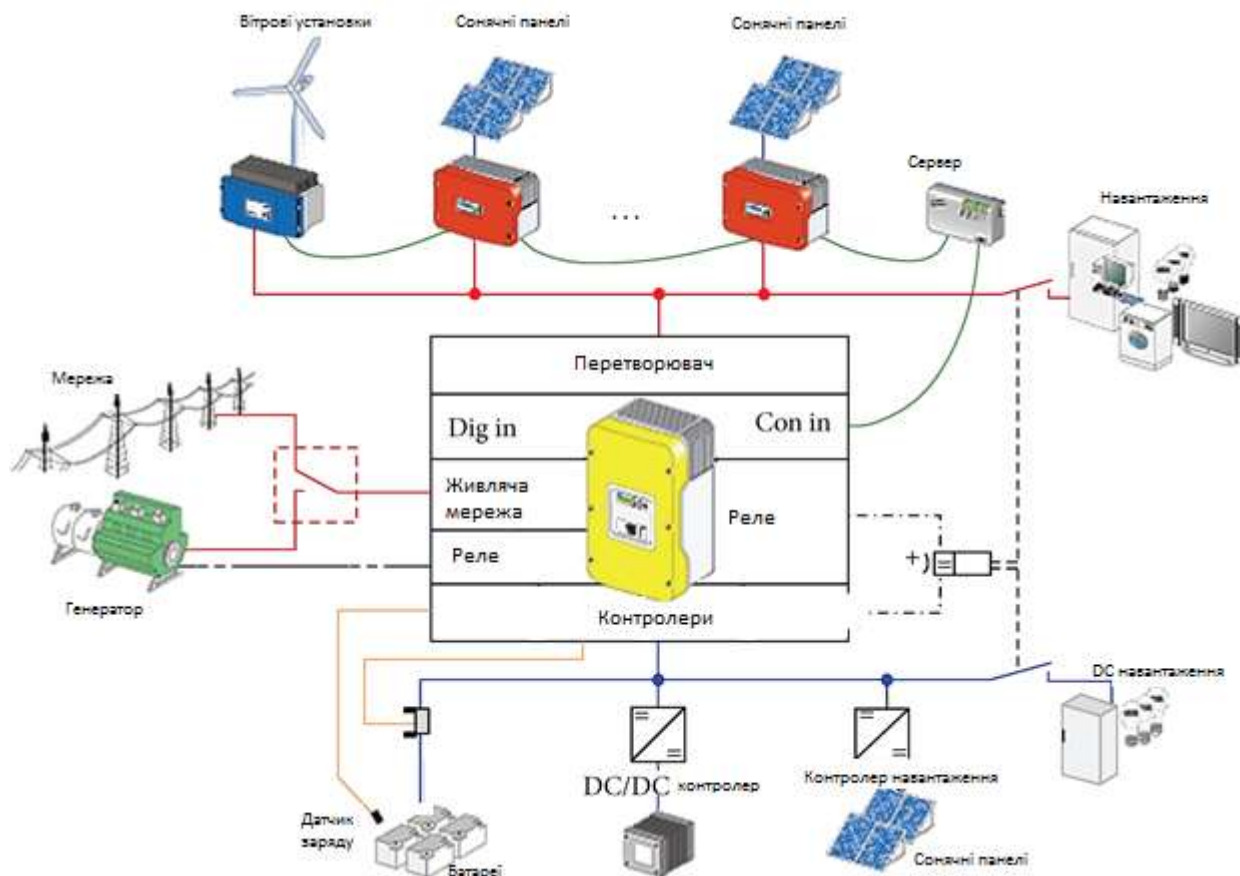 Вітрові установки
Сонячні панелі
Сонячні панелі
Сервер
Навантаження
...
Перетворювач
Мережа
Dig in
Con in
Живляча
мережа
Реле
Реле
Генератор
Контролери
DC навантаження
DC/DC контролер
Контролер навантаження
Датчик
заряду
Батареї
Сонячні панелі